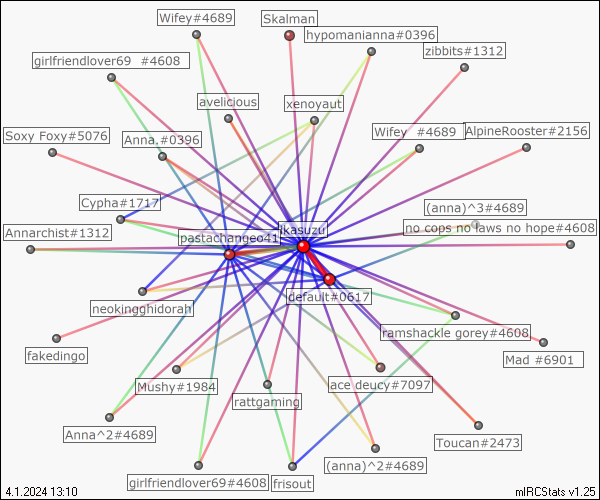 Wifey#4689
Skalman
hypomanianna#0396
zibbits#1312
girlfriendlover69 #4608
avelicious
xenoyaut
Soxy Foxy#5076
Anna.#0396
Wifey #4689
AlpineRooster#2156
Cypha#1717
(anna)^3#4689
no cops no laws no hope#4608
Annarchist#1312
pastachangeo41
ikasuzu
neokingghidorah
default#0617
ramshackle gorey#4608
fakedingo
Mad #6901
Mushy#1984
ace deucy#7097
rattgaming
Anna^2#4689
Toucan#2473
(anna)^2#4689
girlfriendlover69#4608
frisout
4.1.2024 13:10
mIRCStats v1.25